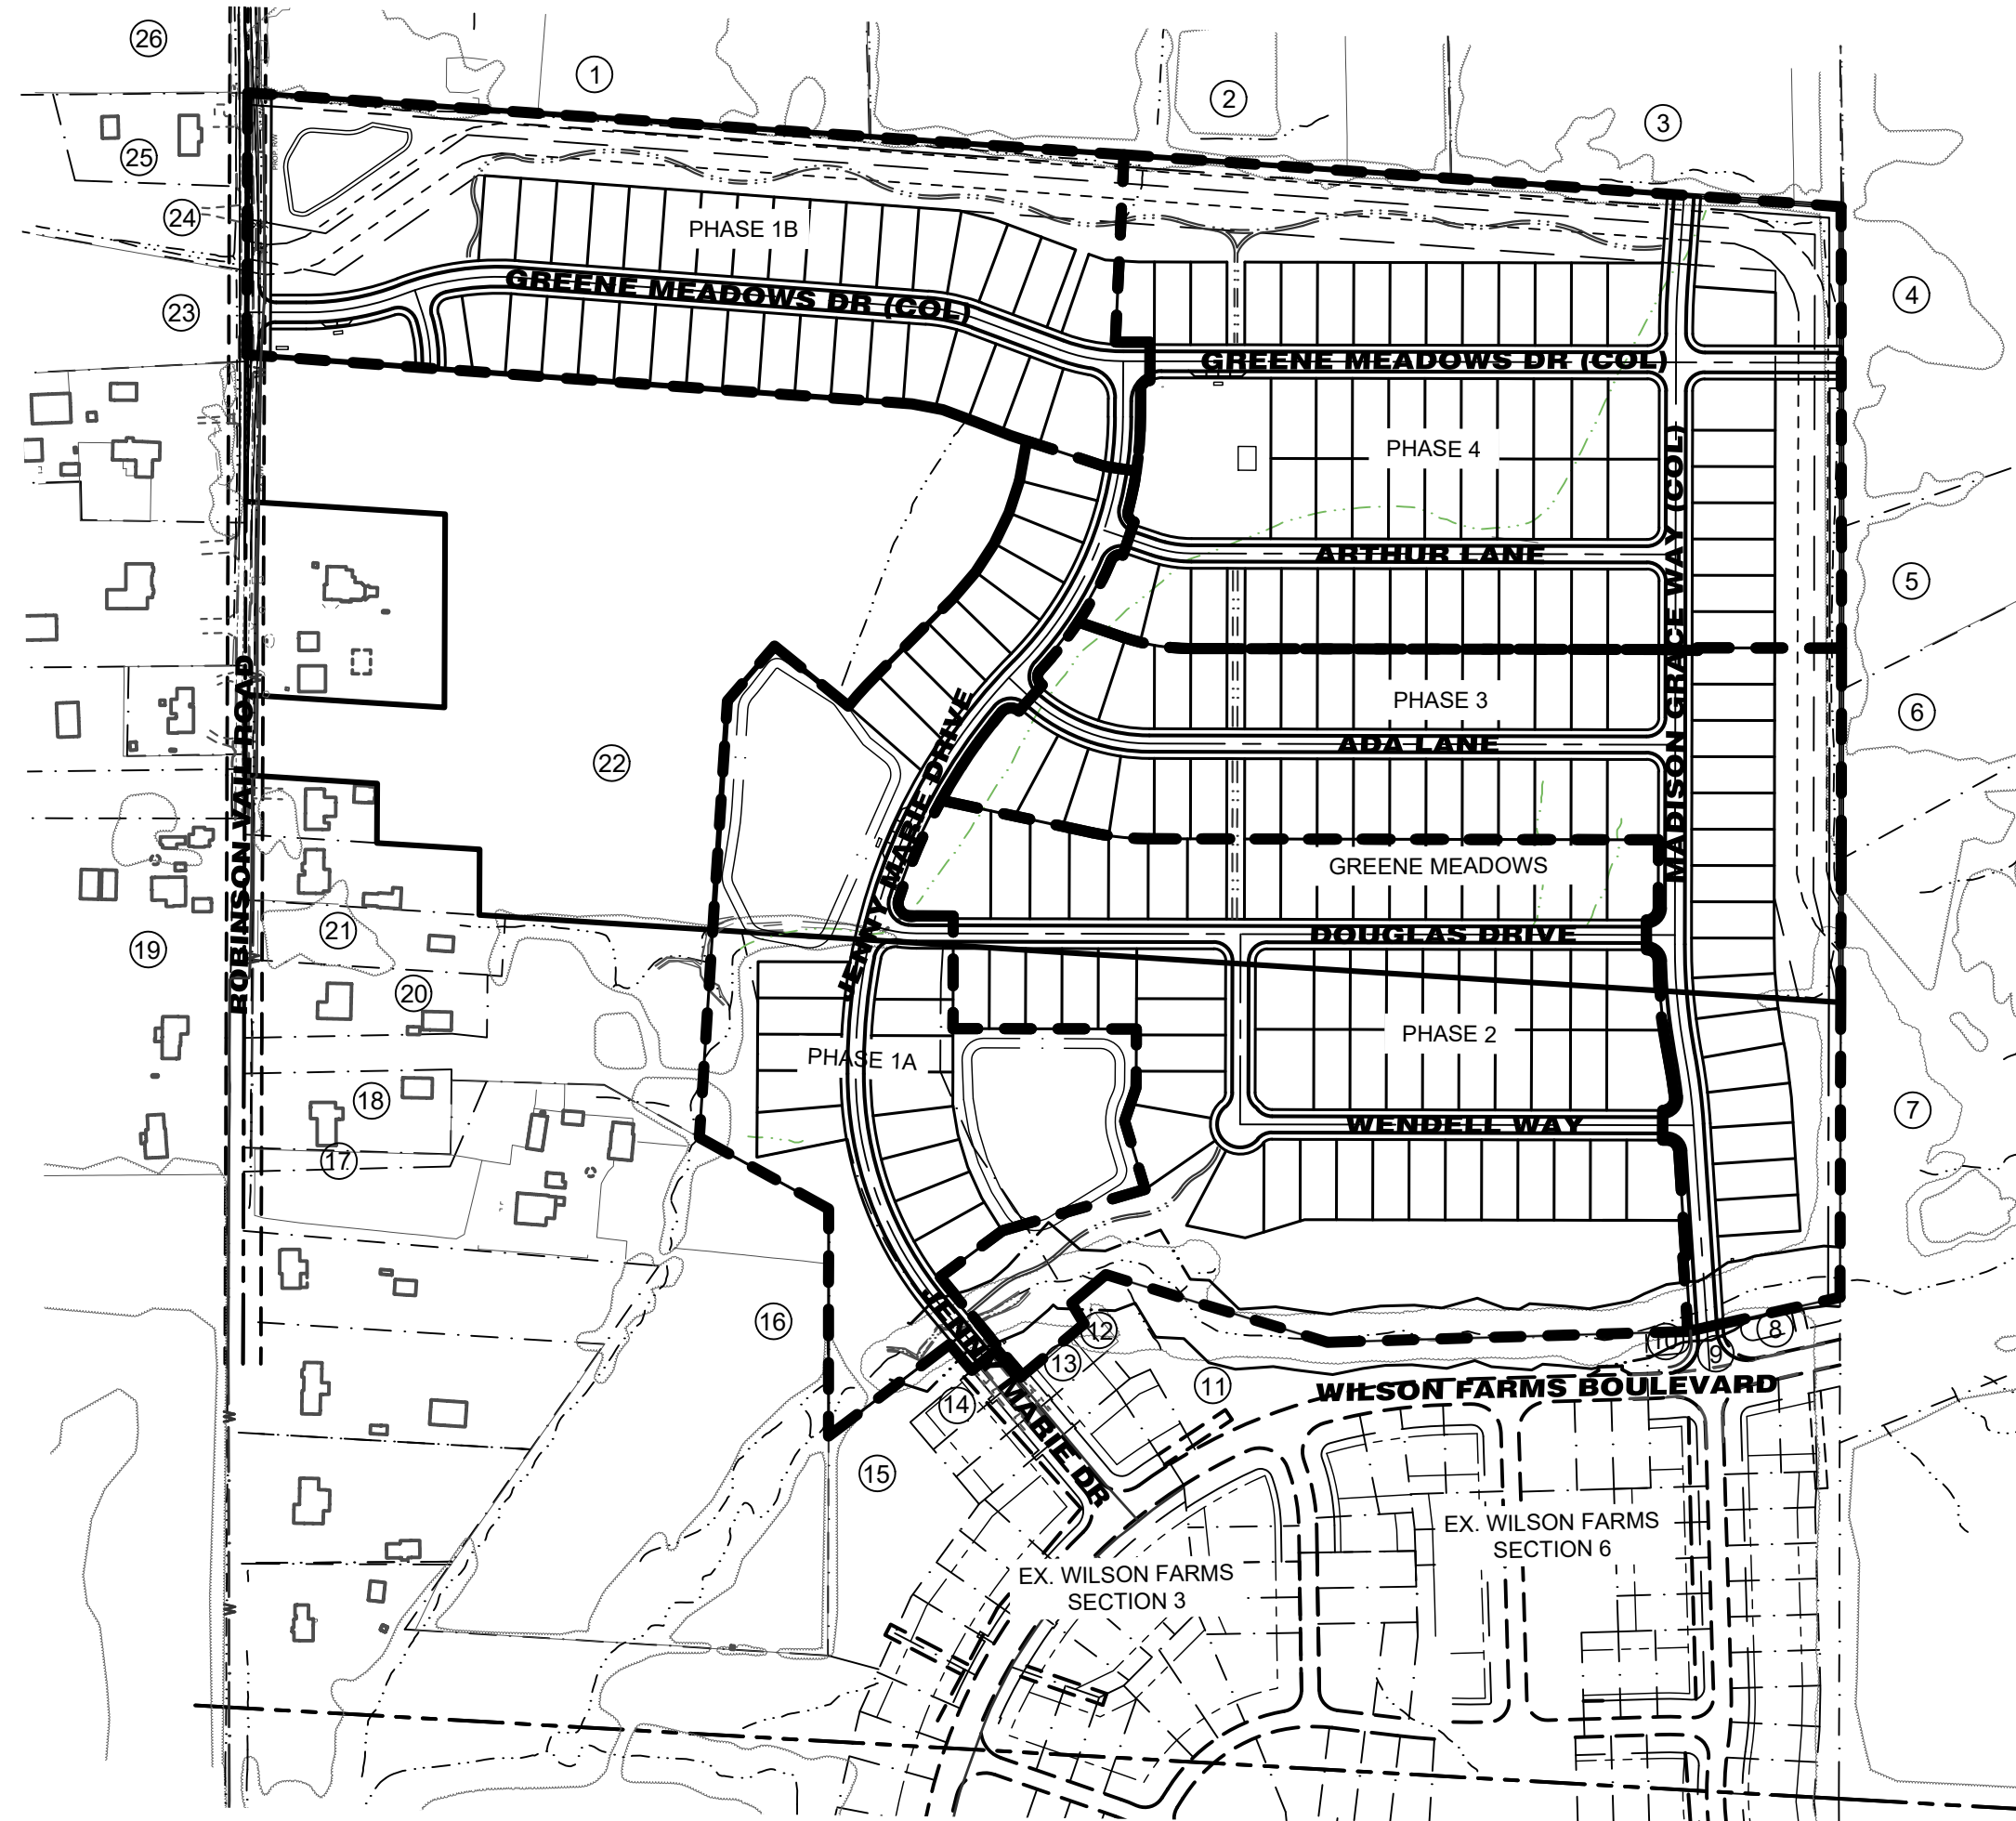 26
1
2
3
25
PROP. R/W
24
PHASE 1B
GREENE MEADOWS DR (COL)
4
23
GREENE MEADOWS DR (COL)
PHASE 4
ARTHUR LANE
MADISON GRACE WAY (COL)
5
PHASE 3
6
ADA LANE
22
JENNY MARIE DRIVE
ROBINSON VAIL ROAD
GREENE MEADOWS
21
DOUGLAS DRIVE
19
20
PHASE 2
PHASE 1A
18
7
WENDELL WAY
17
16
12
10
9
8
13
JENNY MARIE DR
11
WILSON FARMS BOULEVARD
14
W
15
EX. WILSON FARMS
SECTION 6
EX. WILSON FARMS
SECTION 3
W